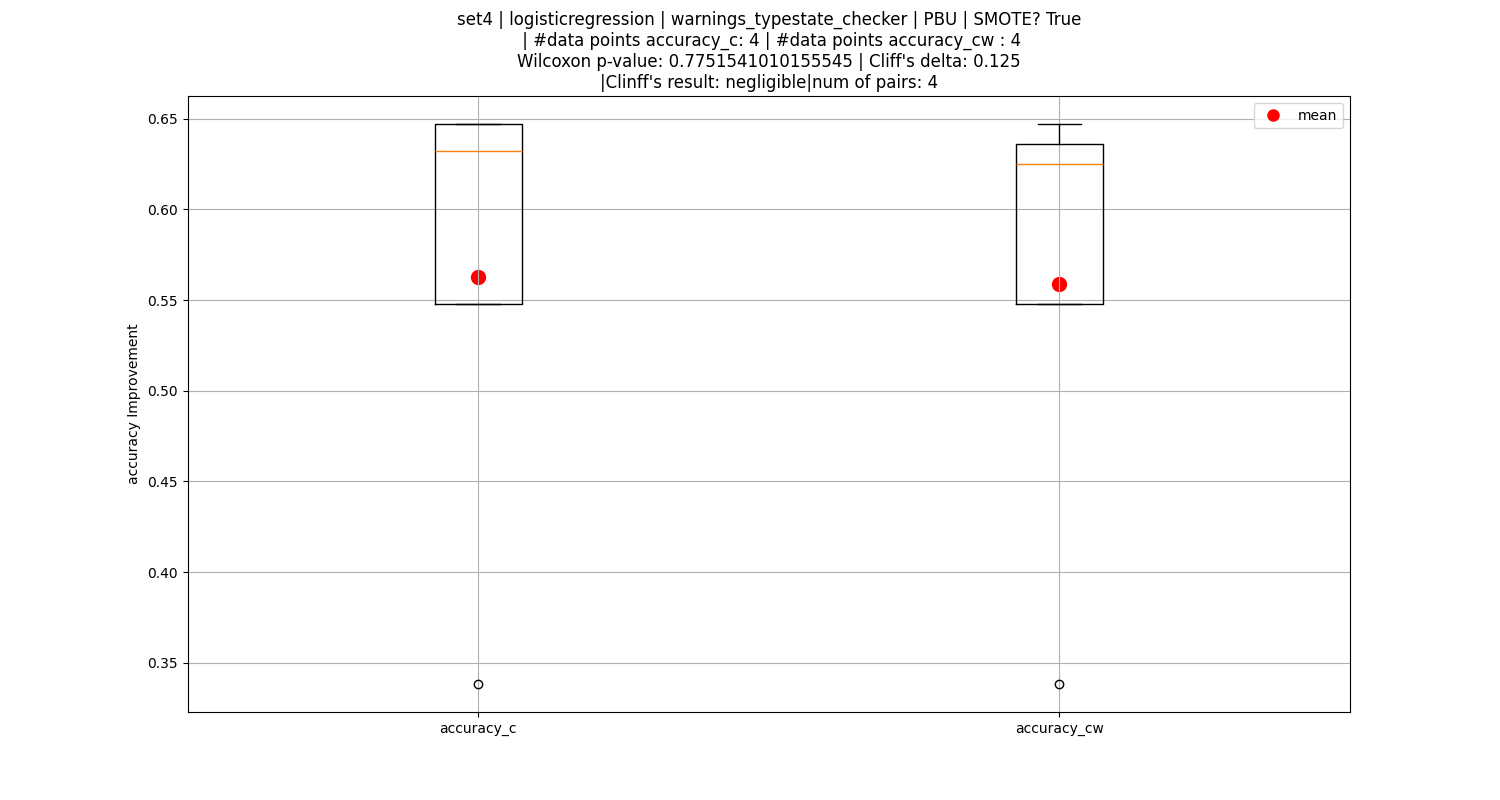 set4 | logisticregression | warnings_typestate_checker | PBU | SMOTE? True
| #data points accuracy_c: 4 | #data points accuracy_cw : 4
Wilcoxon p-value: 0.7751541010155545 | Cliff's delta: 0.125
|Clinff's result: negligible|num of pairs: 4
mean
accuracy Improvement
0.65
0.60
0.55
0.50
0.45
0.40
0.35
accuracy_c
accuracy_cw